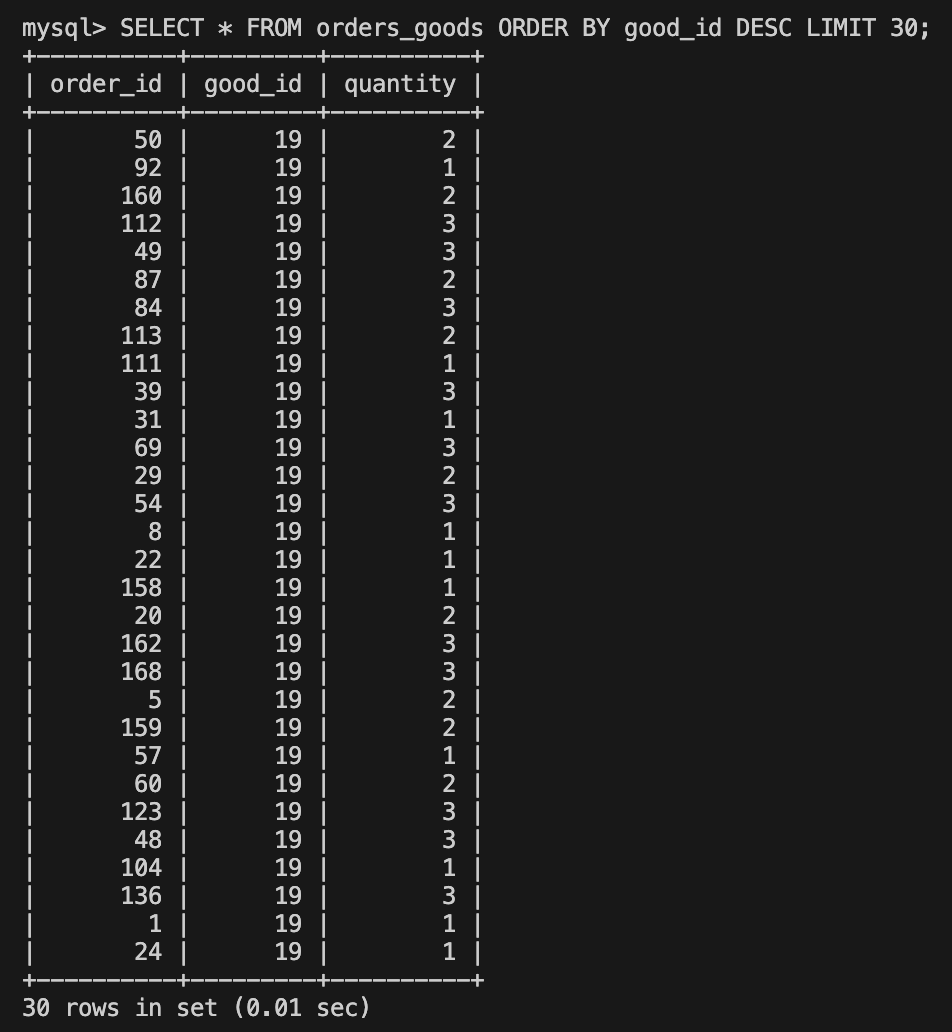 mysql> SELECT * FROM orders_goods ORDER BY good_id DESC LIMIT 30;
+----------+---------+----------+
| order_id | good_id | quantity |
+----------+---------+----------+
|       50 |      19 |        2 |
|       92 |      19 |        1 |
|      160 |      19 |        2 |
|      112 |      19 |        3 |
|       49 |      19 |        3 |
|       87 |      19 |        2 |
|       84 |      19 |        3 |
|      113 |      19 |        2 |
|      111 |      19 |        1 |
|       39 |      19 |        3 |
|       31 |      19 |        1 |
|       69 |      19 |        3 |
|       29 |      19 |        2 |
|       54 |      19 |        3 |
|        8 |      19 |        1 |
|       22 |      19 |        1 |
|      158 |      19 |        1 |
|       20 |      19 |        2 |
|      162 |      19 |        3 |
|      168 |      19 |        3 |
|        5 |      19 |        2 |
|      159 |      19 |        2 |
|       57 |      19 |        1 |
|       60 |      19 |        2 |
|      123 |      19 |        3 |
|       48 |      19 |        3 |
|      104 |      19 |        1 |
|      136 |      19 |        3 |
|        1 |      19 |        1 |
|       24 |      19 |        1 |
+----------+---------+----------+
30 rows in set (0.01 sec)